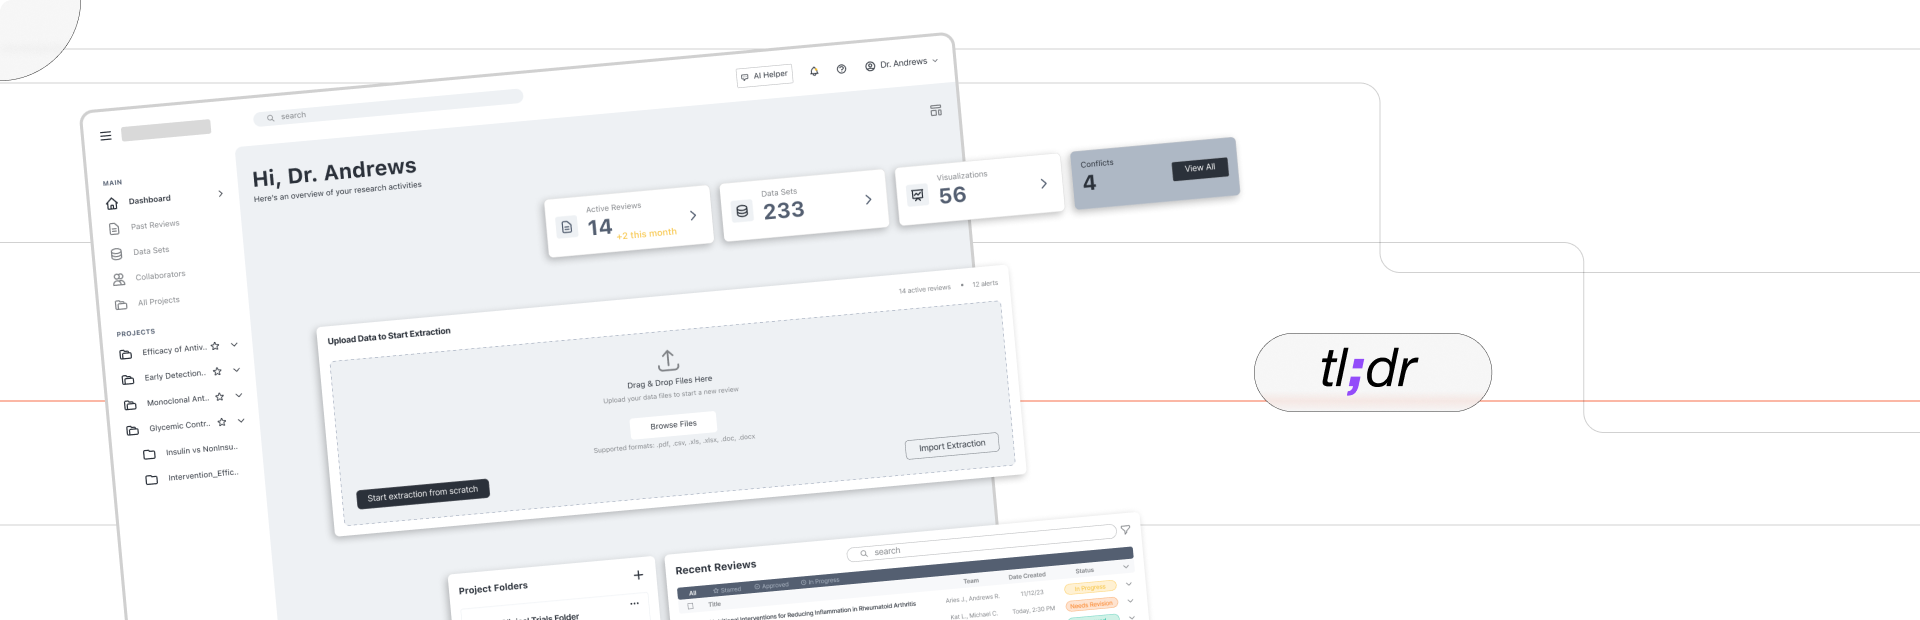 AI Helper
Dr. Andrews
search
Hi, Dr. Andrews
Here's an overview of your research activities
MAIN
Dashboard
Past Reviews
Data Sets
Collaborators
All Projects
PROJECTS
Efficacy of Antiv..
Early Detection..
Monoclonal Ant..
Glycemic Contr..
Insulin vs NonInsu..
Intervention_Effic..
Active Reviews
14 +2 this month
Data Sets
233
Visualizations
56
Conflicts
4
View All
Upload Data to Start Extraction
14 active reviews • 12 alerts
Drag & Drop Files Here
Upload your data files to start a new review
Browse Files
Supported formats: .pdf, .csv, .xls, .xlsx, .doc, .docx
Start extraction from scratch
Import Extraction
tl;dr
Project Folders
Trials Folder
Recent Reviews
search
All Starred Approved In Progress
Title Team Date Created Status
Interventions for Reducing Inflammation in Rheumatoid Arthritis Aries J., Andrews R. 11/12/23 In Progress
Kat L., Michael C. Today, 2:30 PM Needs Revision